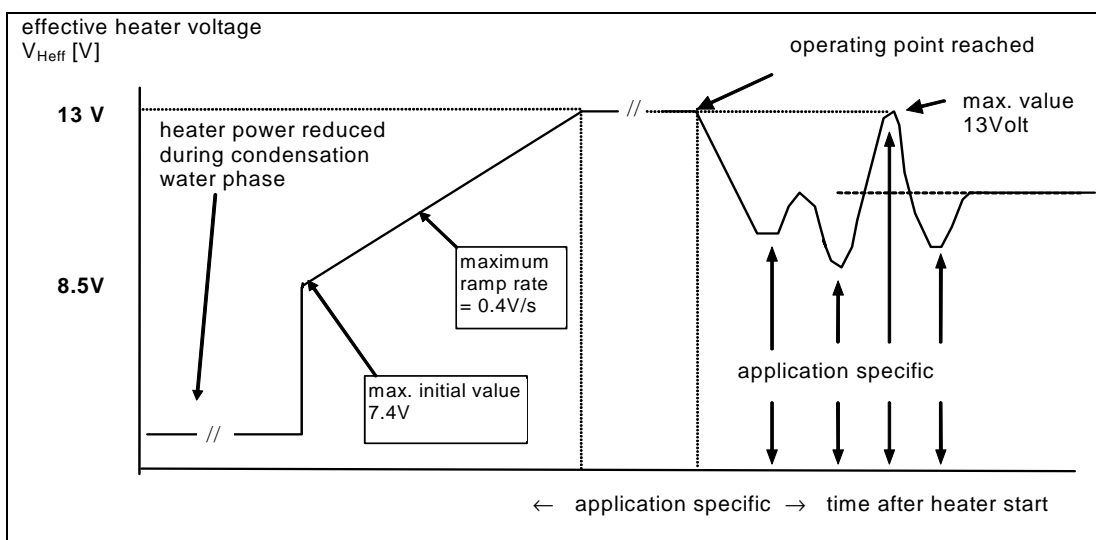 effective heater voltage
VHeff [V]
operating point reached
13 V
max. value
13Volt
heater power reduced
during condensation
water phase
//
maximum
ramp rate
= 0.4V/s
8.5V
max. initial value
7.4V
application specific
//
← application specific → time after heater start